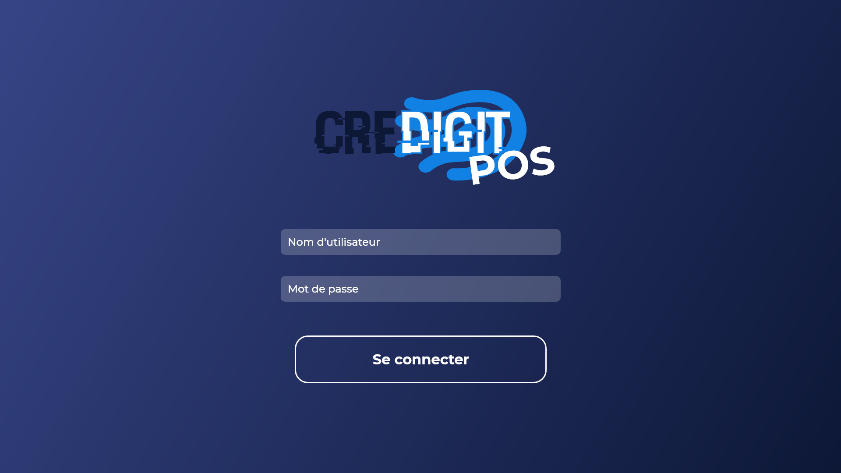 CREDIGIT
POS
Nom d'utilisateur
Mot de passe
Se connecter